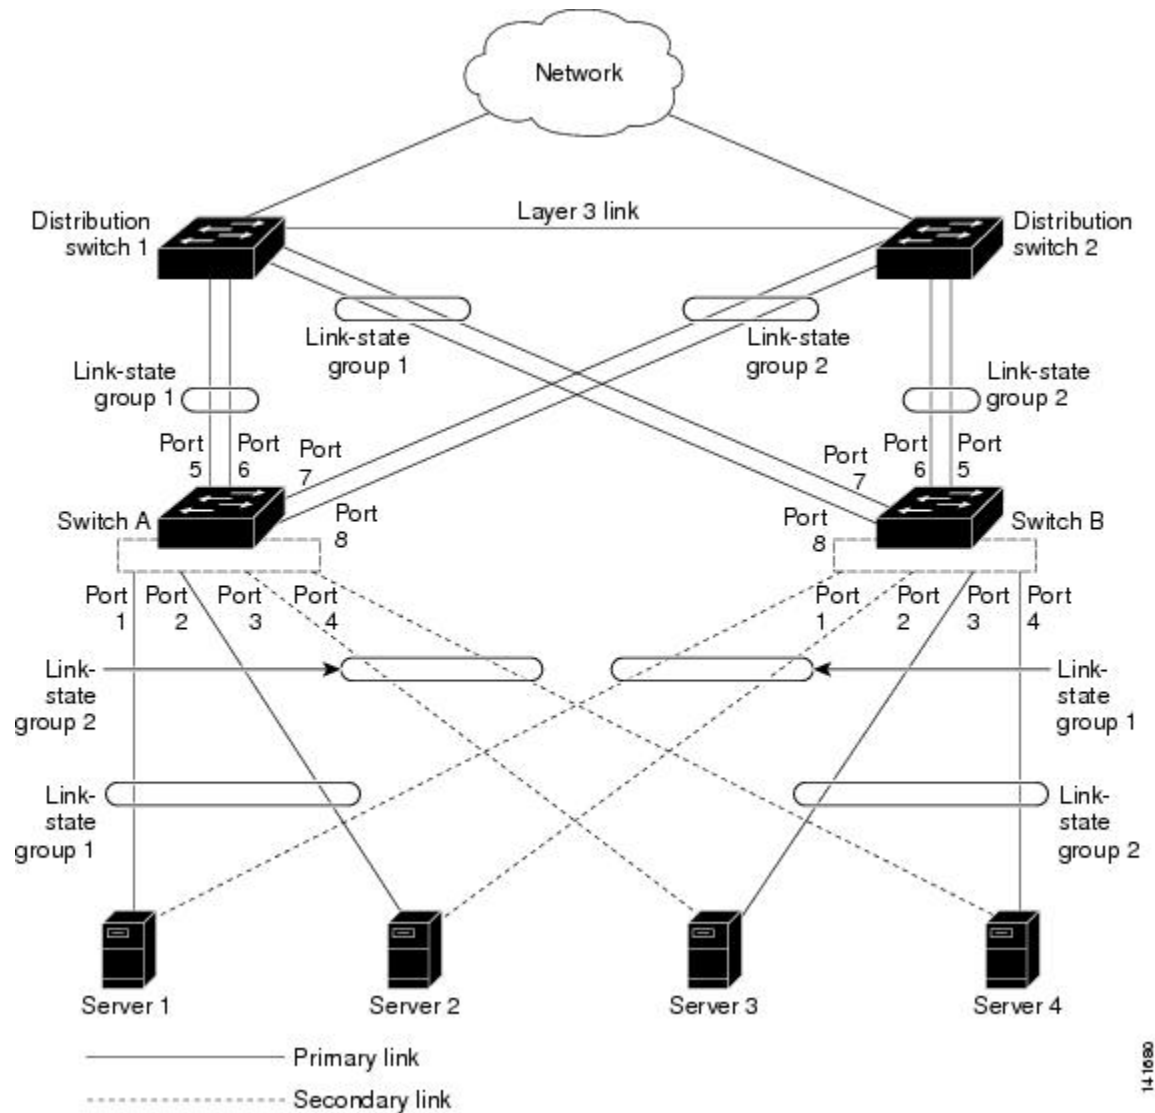 Network
Layer 3 link
Distribution
switch 1
Distribution
switch 2
Link-state
group 1
Link-state
group 2
Link-state
group 1
Link-state
group 2
Port
5
Port
6
Port
7
Port
8
Port
7
Port
6
Port
5
Port
8
Switch A
Switch B
Port
1
Port
2
Port
3
Port
4
Port
1
Port
2
Port
3
Port
4
Link-
state
group 2
Link-
state
group 1
Link-
state
group 1
Link-
state
group 2
Server 1
Server 2
Server 3
Server 4
Primary link
Secondary link
141680